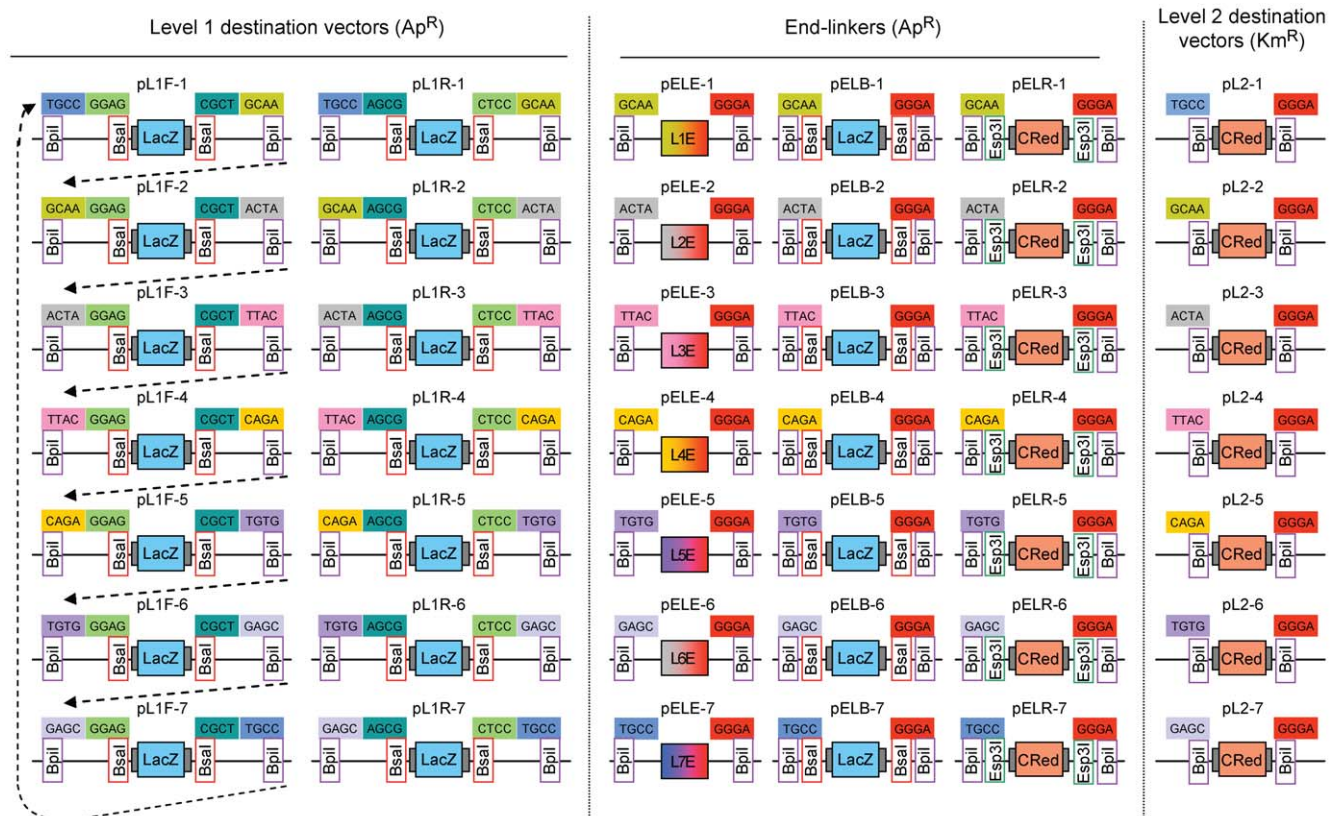 Level 1 destination vectors (ApR)
End-linkers (ApR)
Level 2 destination vectors (KmR)
pL1F-1 pL1R-1 pELE-1 pELB-1 pELR-1 pL2-1
TGCC GGAG CGCT GCAA TGCC AGCG CTCC GCAA GCAA GGGA GCAA GGGA GCAA GGGA TGCC GGGA
BpiI BsaI LacZ BsaI BpiI BpiI BsaI LacZ BsaI BpiI BpiI L1E BpiI BpiI BsaI LacZ BsaI BpiI BpiI Esp3I CRed Esp3I BpiI BpiI CRed BpiI
pL1F-2 pL1R-2 pELE-2 pELB-2 pELR-2 pL2-2
GCAA GGAG CGCT ACTA GCAA AGCG CTCC ACTA ACTA GGGA ACTA GGGA ACTA GGGA GCAA GGGA
BpiI BsaI LacZ BsaI BpiI BpiI BsaI LacZ BsaI BpiI BpiI L2E BpiI BpiI BsaI LacZ BsaI BpiI BpiI Esp3I CRed Esp3I BpiI BpiI CRed BpiI
pL1F-3 pL1R-3 pELE-3 pELB-3 pELR-3 pL2-3
ACTA GGAG CGCT TTAC ACTA AGCG CTCC TTAC TTAC GGGA TTAC GGGA TTAC GGGA ACTA GGGA
BpiI BsaI LacZ BsaI BpiI BpiI BsaI LacZ BsaI BpiI BpiI L3E BpiI BpiI BsaI LacZ BsaI BpiI BpiI Esp3I CRed Esp3I BpiI BpiI CRed BpiI
pL1F-4 pL1R-4 pELE-4 pELB-4 pELR-4 pL2-4
TTAC GGAG CGCT CAGA TTAC AGCG CTCC CAGA CAGA GGGA CAGA GGGA CAGA GGGA TTAC GGGA
BpiI BsaI LacZ BsaI BpiI BpiI BsaI LacZ BsaI BpiI BpiI L4E BpiI BpiI BsaI LacZ BsaI BpiI BpiI Esp3I CRed Esp3I BpiI BpiI CRed BpiI
pL1F-5 pL1R-5 pELE-5 pELB-5 pELR-5 pL2-5
CAGA GGAG CGCT TGTG CAGA AGCG CTCC TGTG TGTG GGGA TGTG GGGA TGTG GGGA CAGA GGGA
BpiI BsaI LacZ BsaI BpiI BpiI BsaI LacZ BsaI BpiI BpiI L5E BpiI BpiI BsaI LacZ BsaI BpiI BpiI Esp3I CRed Esp3I BpiI BpiI CRed BpiI
pL1F-6 pL1R-6 pELE-6 pELB-6 pELR-6 pL2-6
TGTG GGAG CGCT GAGC TGTG AGCG CTCC GAGC GAGC GGGA GAGC GGGA GAGC GGGA TGTG GGGA
BpiI BsaI LacZ BsaI BpiI BpiI BsaI LacZ BsaI BpiI BpiI L6E BpiI BpiI BsaI LacZ BsaI BpiI BpiI Esp3I CRed Esp3I BpiI BpiI CRed BpiI
pL1F-7 pL1R-7 pELE-7 pELB-7 pELR-7 pL2-7
GAGC GGAG CGCT TGCC GAGC AGCG CTCC TGCC TGCC GGGA TGCC GGGA TGCC GGGA GAGC GGGA
BpiI BsaI LacZ BsaI BpiI BpiI BsaI LacZ BsaI BpiI BpiI L7E BpiI BpiI BsaI LacZ BsaI BpiI BpiI Esp3I CRed Esp3I BpiI BpiI CRed BpiI